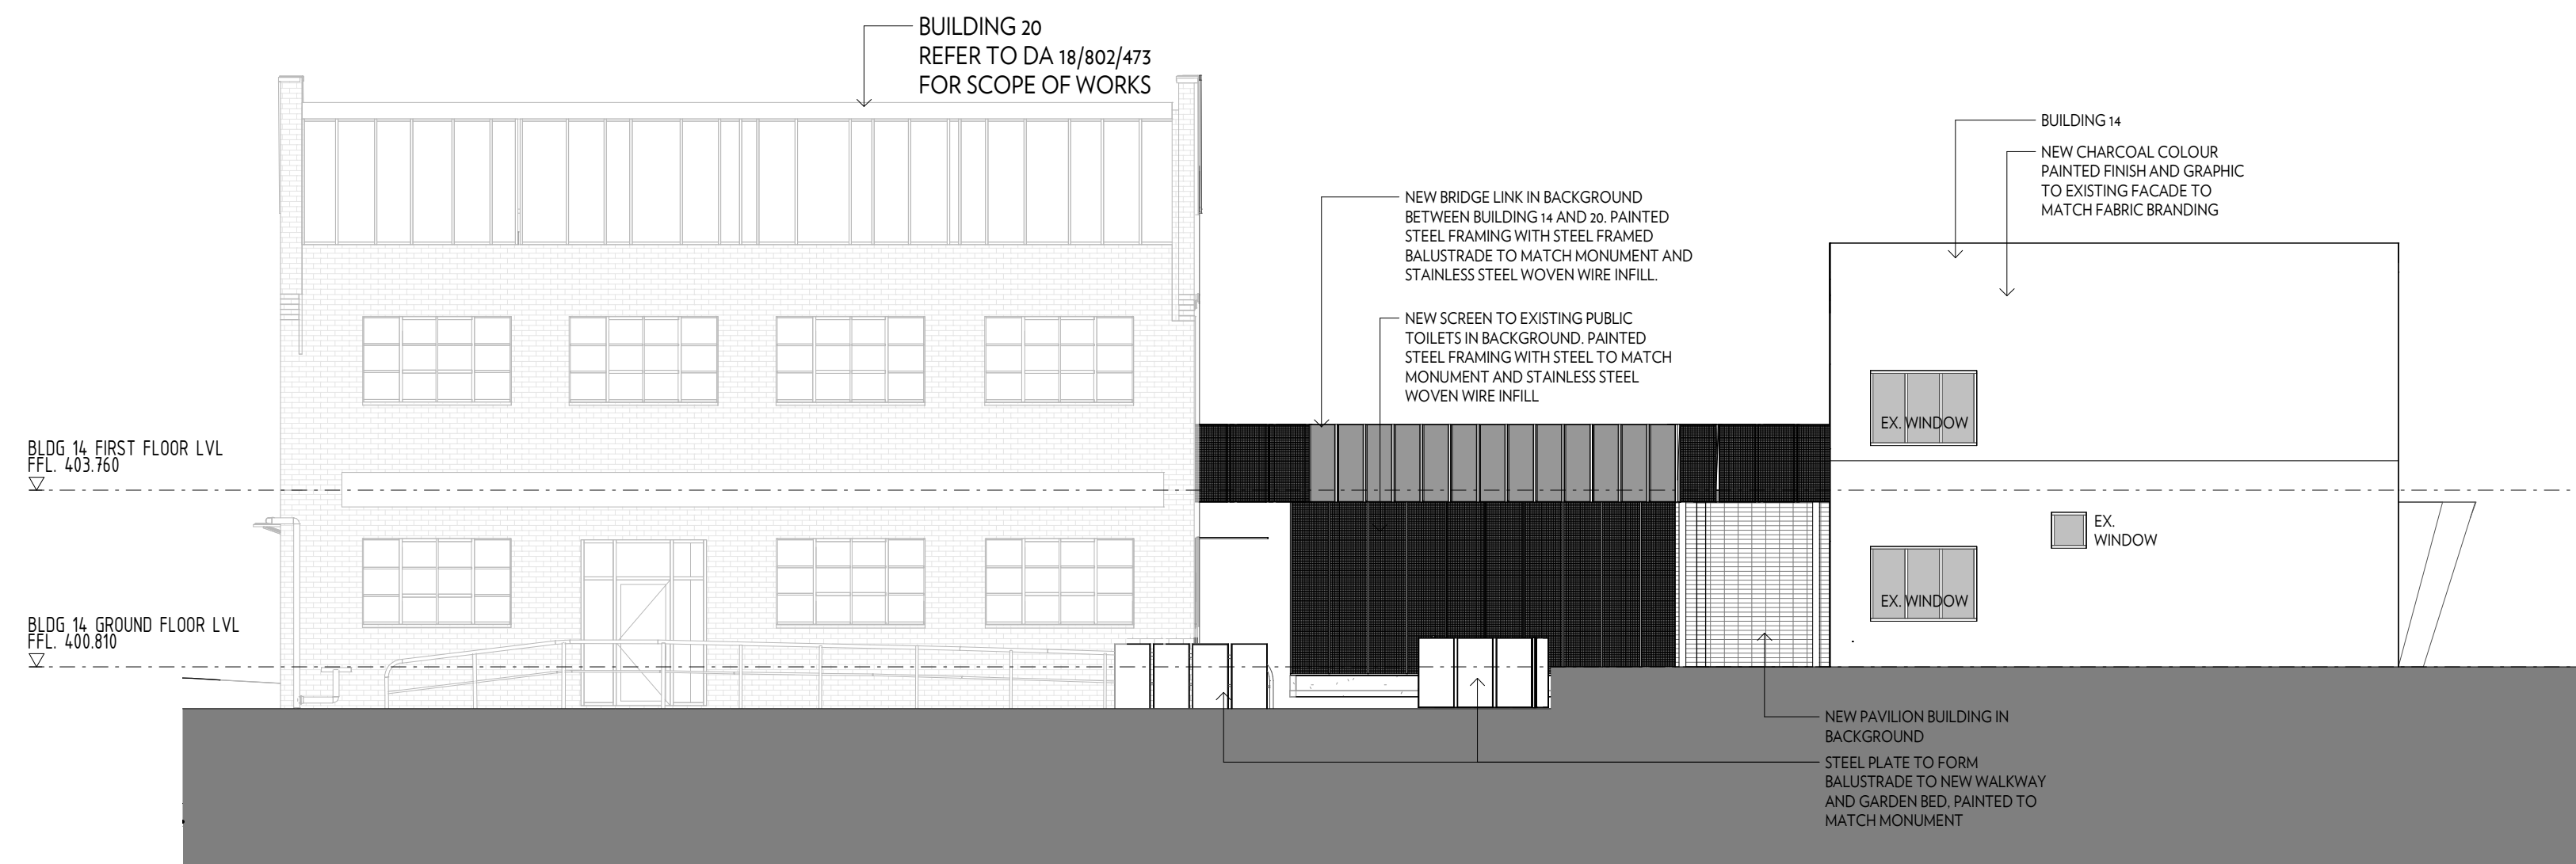 BUILDING 20
REFER TO DA 18/802/473
FOR SCOPE OF WORKS
BUILDING 14
NEW CHARCOAL COLOUR
PAINTED FINISH AND GRAPHIC
TO EXISTING FACADE TO
MATCH FABRIC BRANDING
NEW BRIDGE LINK IN BACKGROUND
BETWEEN BUILDING 14 AND 20. PAINTED
STEEL FRAMING WITH STEEL FRAMED
BALUSTRADE TO MATCH MONUMENT AND
STAINLESS STEEL WOVEN WIRE INFILL.
NEW SCREEN TO EXISTING PUBLIC
TOILETS IN BACKGROUND. PAINTED
STEEL FRAMING WITH STEEL TO MATCH
MONUMENT AND STAINLESS STEEL
WOVEN WIRE INFILL
EX. WINDOW
BLDG 14 FIRST FLOOR LVL
FFL. 403.760
EX.
WINDOW
EX. WINDOW
BLDG 14 GROUND FLOOR LVL
FFL. 400.810
NEW PAVILION BUILDING IN
BACKGROUND
STEEL PLATE TO FORM
BALUSTRADE TO NEW WALKWAY
AND GARDEN BED, PAINTED TO
MATCH MONUMENT